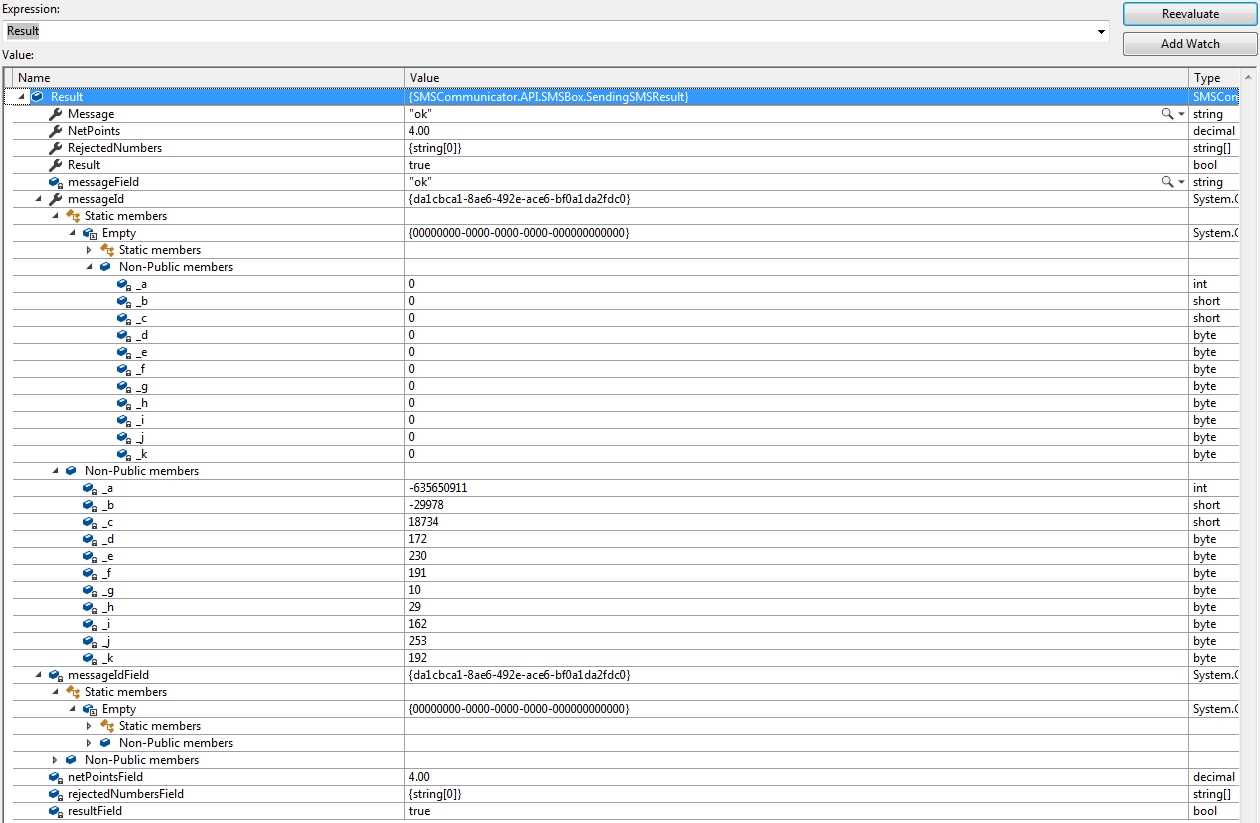 Expression:
Reevaluate
Result
Add Watch
Value:
Name Value Type
Result {SMSCommunicator.API.SMSBox.SendingSMSResult} SMSCon
Message "ok" string
NetPoints 4.00 decimal
RejectedNumbers {string[0]} string[]
Result true bool
messageField "ok" string
messageId {da1cbca1-8ae6-492e-ace6-bf0a1da2fdc0} System.G
Static members
Empty {00000000-0000-0000-0000-000000000000} System.G
Static members
Non-Public members
_a 0 int
_b 0 short
_c 0 short
_d 0 byte
_e 0 byte
_f 0 byte
_g 0 byte
_h 0 byte
_i 0 byte
_j 0 byte
_k 0 byte
Non-Public members
_a -635650911 int
_b -29978 short
_c 18734 short
_d 172 byte
_e 230 byte
_f 191 byte
_g 10 byte
_h 29 byte
_i 162 byte
_j 253 byte
_k 192 byte
messageIdField {da1cbca1-8ae6-492e-ace6-bf0a1da2fdc0} System.G
Static members
Empty {00000000-0000-0000-0000-000000000000} System.G
Static members
Non-Public members
Non-Public members
netPointsField 4.00 decimal
rejectedNumbersField {string[0]} string[]
resultField true bool